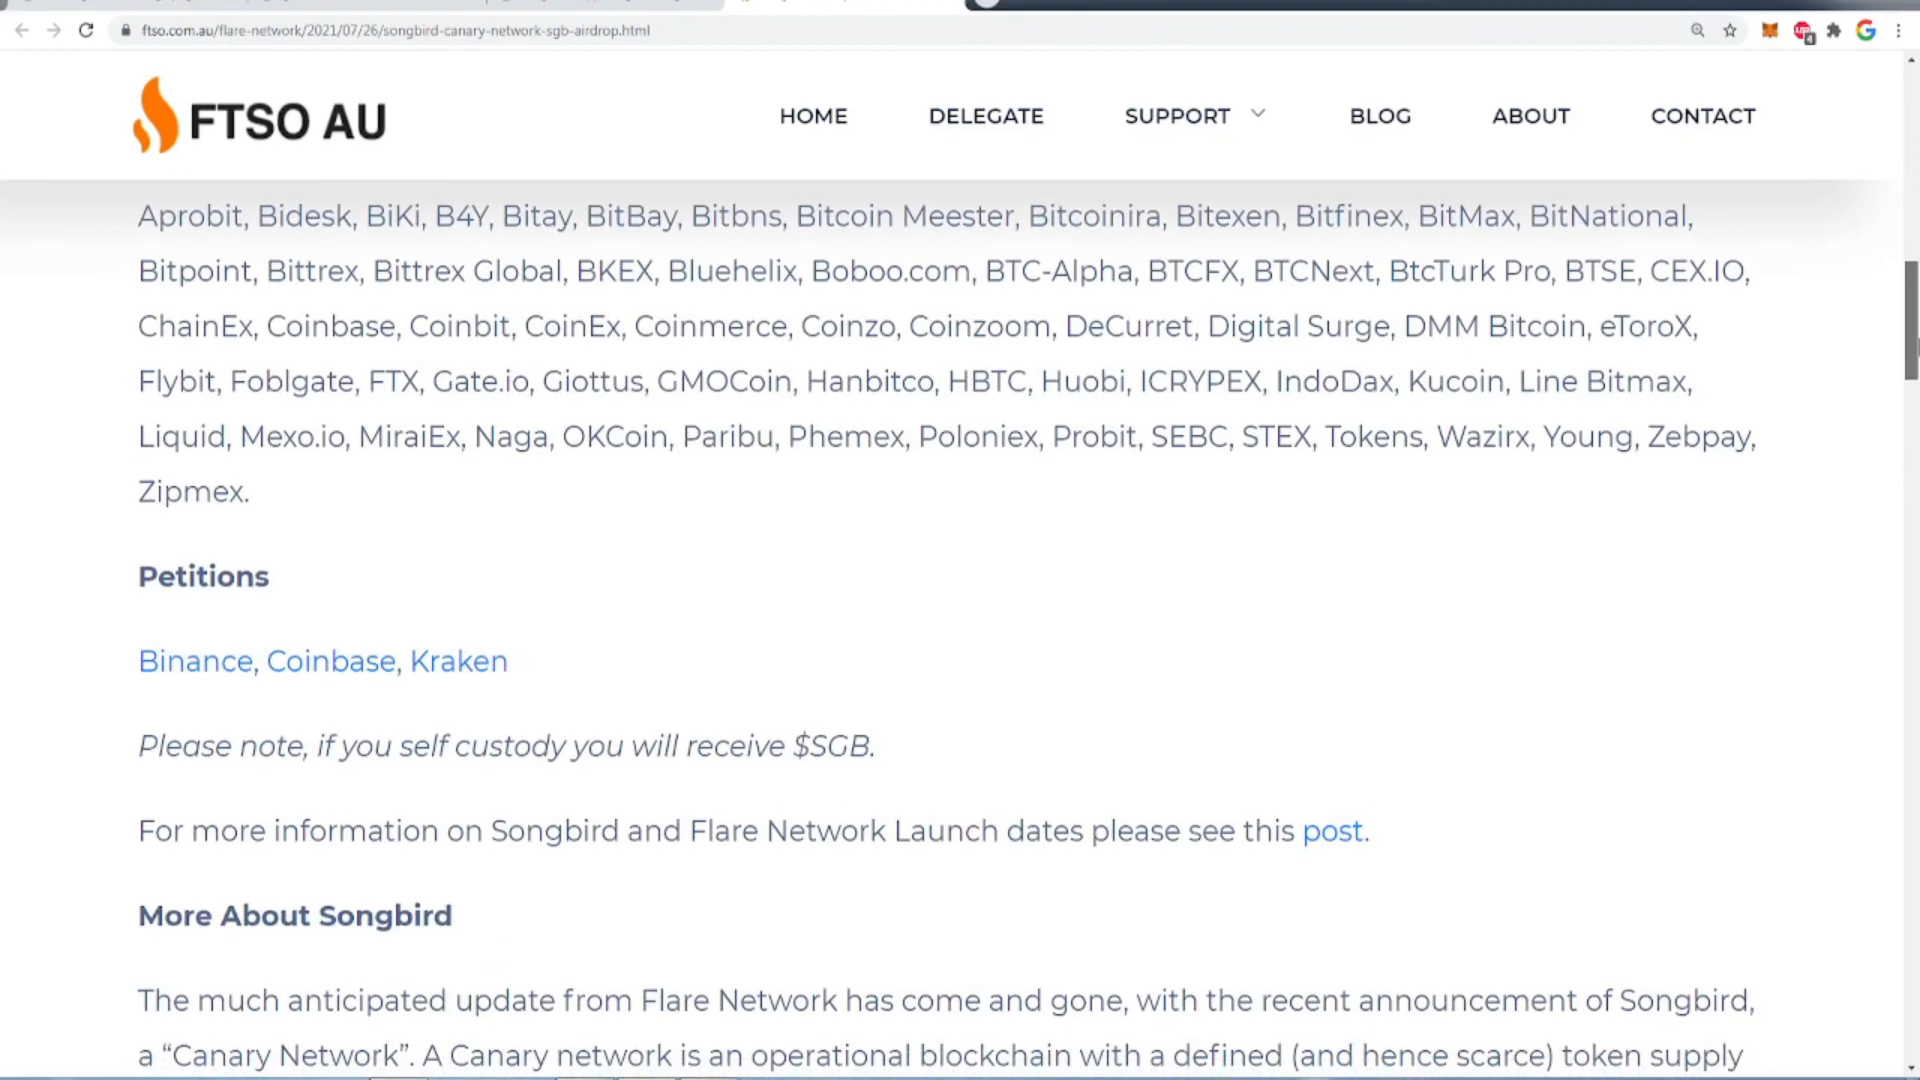 ftso.com.au/flare-network/2021/07/26/songbird-canary-network-sgb-airdrop.html
FTSO AU
HOME DELEGATE SUPPORT BLOG ABOUT CONTACT
Aprobit, Bidesk, BiKi, B4Y, Bitay, BitBay, Bitbns, Bitcoin Meester, Bitcoinira, Bitexen, Bitfinex, BitMax, BitNational,
Bitpoint, Bittrex, Bittrex Global, BKEX, Bluehelix, Boboo.com, BTC-Alpha, BTCFX, BTCNext, BtcTurk Pro, BTSE, CEX.IO,
ChainEx, Coinbase, Coinbit, CoinEx, Coinmerce, Coinzo, Coinzoom, DeCurret, Digital Surge, DMM Bitcoin, eToroX,
Flybit, Foblgate, FTX, Gate.io, Giottus, GMOCoin, Hanbitco, HBTC, Huobi, ICRYPEX, IndoDax, Kucoin, Line Bitmax,
Liquid, Mexo.io, MiraiEx, Naga, OKCoin, Paribu, Phemex, Poloniex, Probit, SEBC, STEX, Tokens, Wazirx, Young, Zebpay,
Zipmex.
Petitions
Binance, Coinbase, Kraken
Please note, if you self custody you will receive $SGB.
For more information on Songbird and Flare Network Launch dates please see this post.
More About Songbird
The much anticipated update from Flare Network has come and gone, with the recent announcement of Songbird,
a “Canary Network”. A Canary network is an operational blockchain with a defined (and hence scarce) token supply